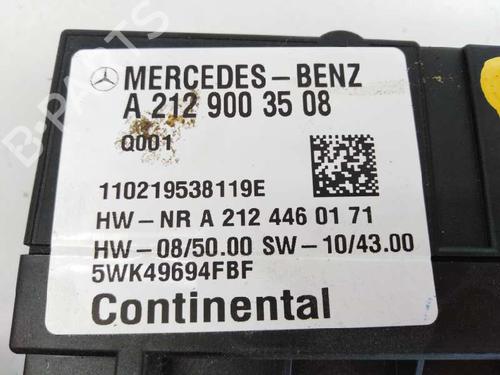 MERCEDES-BENZ
A 212 900 35 08
Q001
110219538119E
HW-NR A 212 446 01 71
HW-08/50.00 SW-10/43.00
5WK49694FBF
Continental
B-PARTS